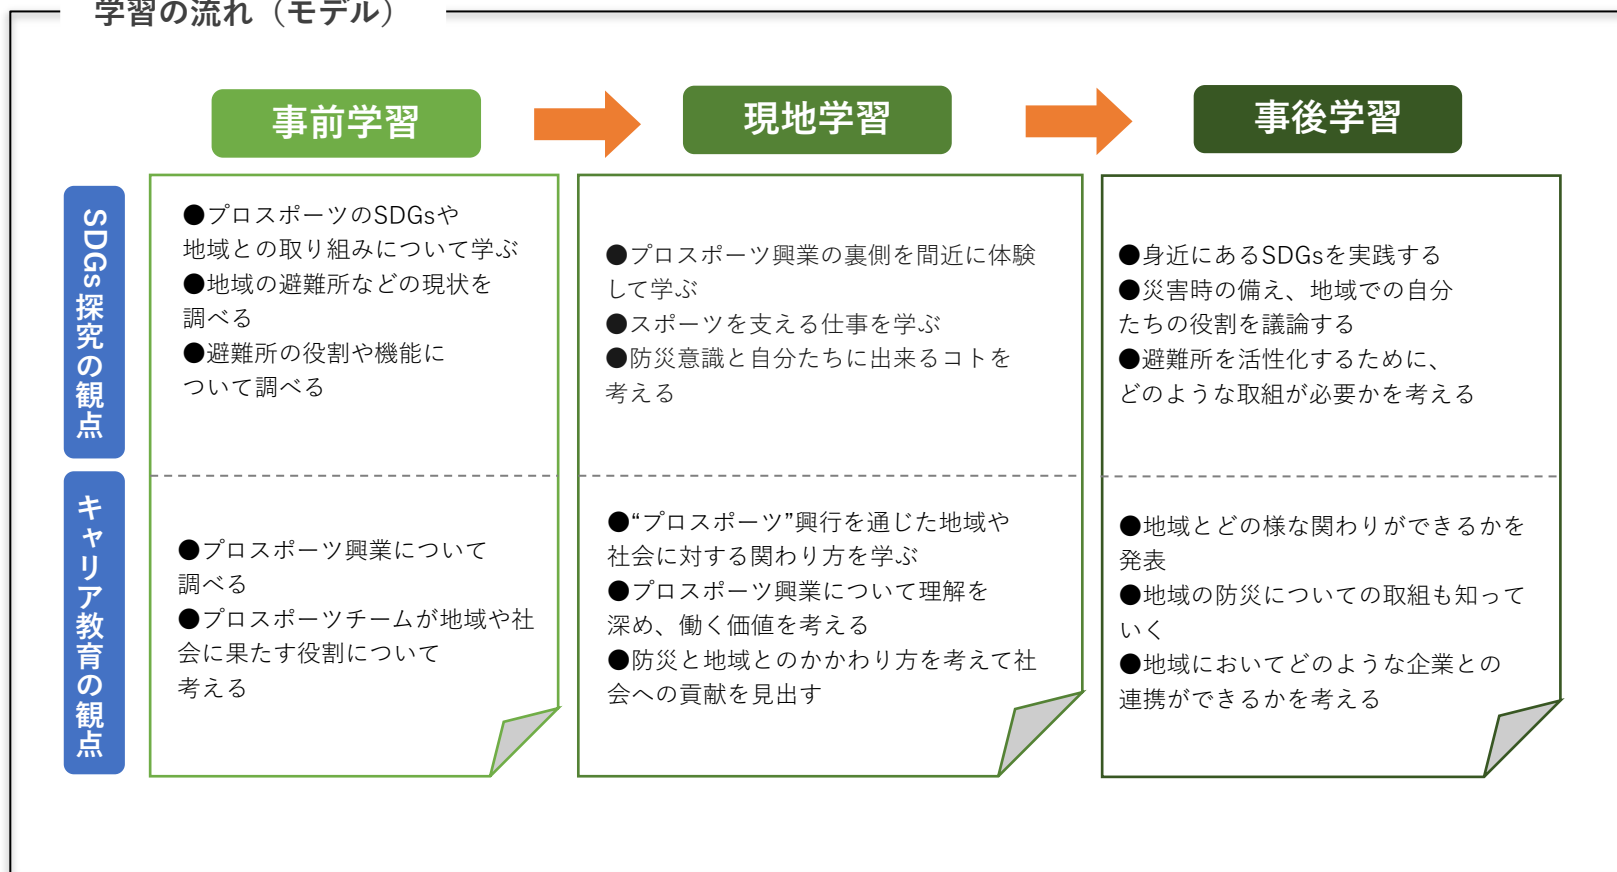 学習の流れ（モデル）
事前学習
現地学習
事後学習
SDGs探究の観点
●プロスポーツのSDGsや
地域との取り組みについて学ぶ
●地域の避難所などの現状を
調べる
●避難所の役割や機能に
ついて調べる
●プロスポーツ興業の裏側を間近に体験
して学ぶ
●スポーツを支える仕事を学ぶ
●防災意識と自分たちに出来るコトを
考える
●身近にあるSDGsを実践する
●災害時の備え、地域での自分
たちの役割を議論する
●避難所を活性化するために、
どのような取組が必要かを考える
キャリア教育の観点
●プロスポーツ興業について
調べる
●プロスポーツチームが地域や社
会に果たす役割について
考える
●“プロスポーツ”興行を通じた地域や
社会に対する関わり方を学ぶ
●プロスポーツ興業について理解を
深め、働く価値を考える
●防災と地域とのかかわり方を考えて社
会への貢献を見出す
●地域とどの様な関わりができるかを
発表
●地域の防災についての取組も知って
いく
●地域においてどのような企業との
連携ができるかを考える